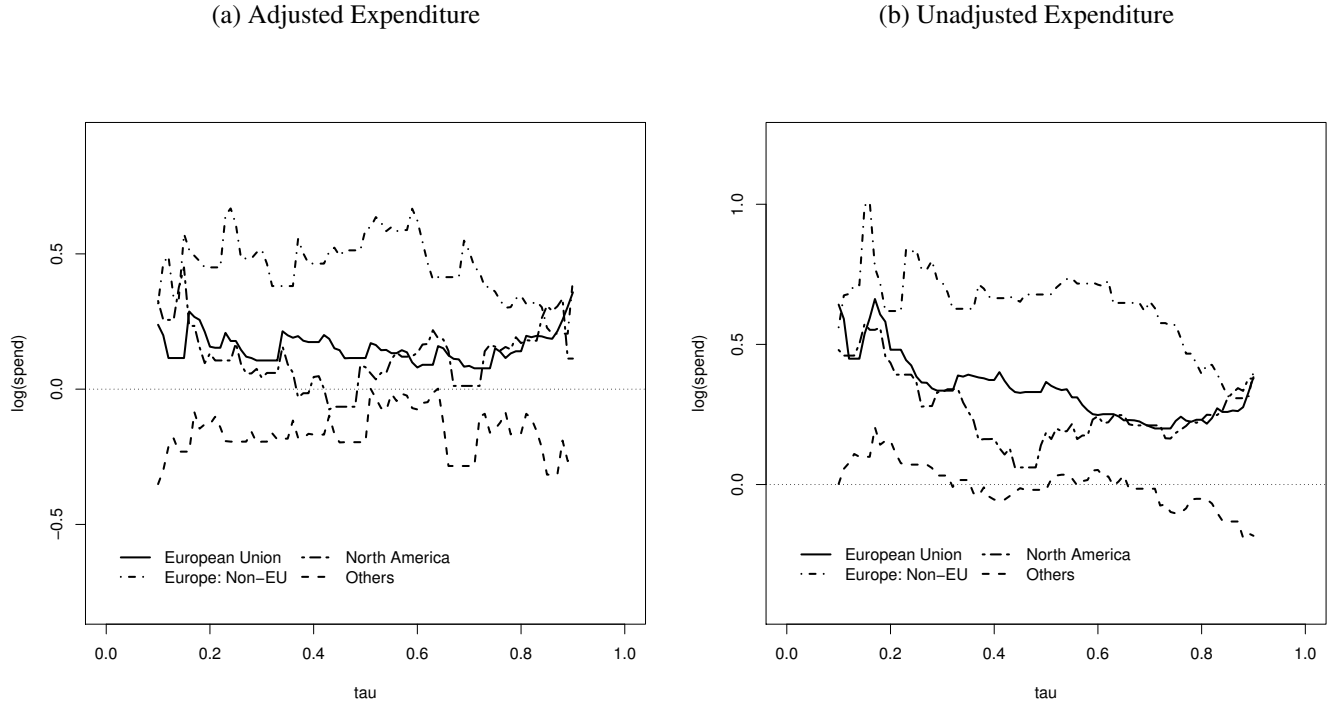 (a) Adjusted Expenditure
(b) Unadjusted Expenditure
log(spend)
0.5
0.0
−0.5
European Union
North America
Europe: Non−EU
Others
0.0 0.2 0.4 0.6 0.8 1.0
tau
log(spend)
1.0
0.5
0.0
European Union
North America
Europe: Non−EU
Others
0.0 0.2 0.4 0.6 0.8 1.0
tau